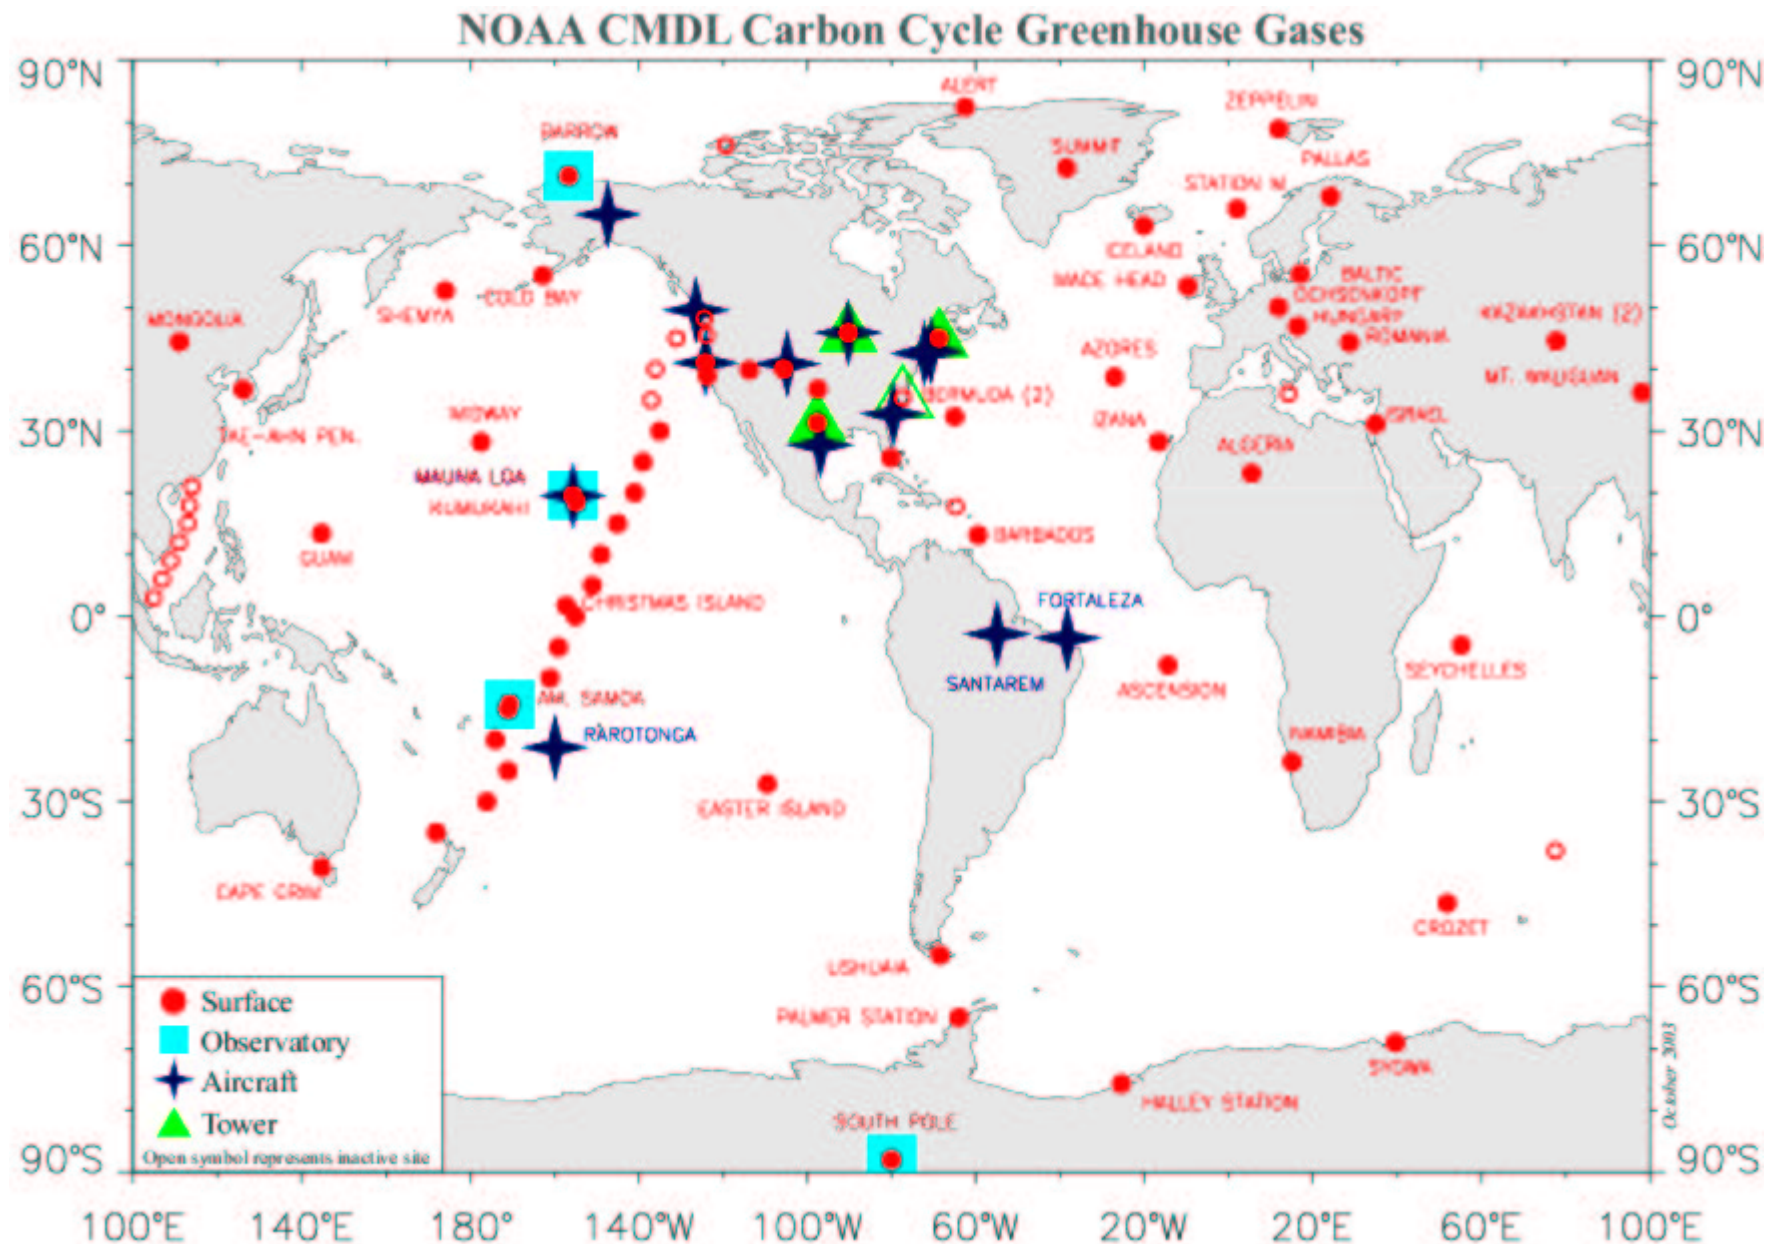 NOAA CMDL Carbon Cycle Greenhouse Gases
90°N
90°N
ALERT
ZEPPELIN
BARROW
SUMMIT
PALLAS
STATION M
60°N
60°N
ICELAND
MACE HEAD
BALTIC
COLD BAY
OCHSENKOPF
SHEMYA
HUNGARY
KAZAKHSTAN (2)
MONGOLIA
ROMANIA
AZORES
MT. WALIGUAN
BERMUDA (2)
MIDWAY
IZANA
ISRAEL
30°N
30°N
TAE-AHN PEN.
ALGERIA
MAUNA LOA
KUMUKAHI
BARBADOS
GUAM
CHRISTMAS ISLAND
FORTALEZA
0°
0°
SEYCHELLES
SANTAREM
ASCENSION
AM. SAMOA
RAROTONGA
NAMIBIA
30°S
30°S
EASTER ISLAND
CAPE GRIM
CROZET
USHUAIA
60°S
60°S
Surface
PALMER STATION
Observatory
October 2003
SYOWA
Aircraft
HALLEY STATION
Tower
SOUTH POLE
Open symbol represents inactive site
90°S
90°S
100°E
140°E
180°
140°W
100°W
60°W
20°W
20°E
60°E
100°E